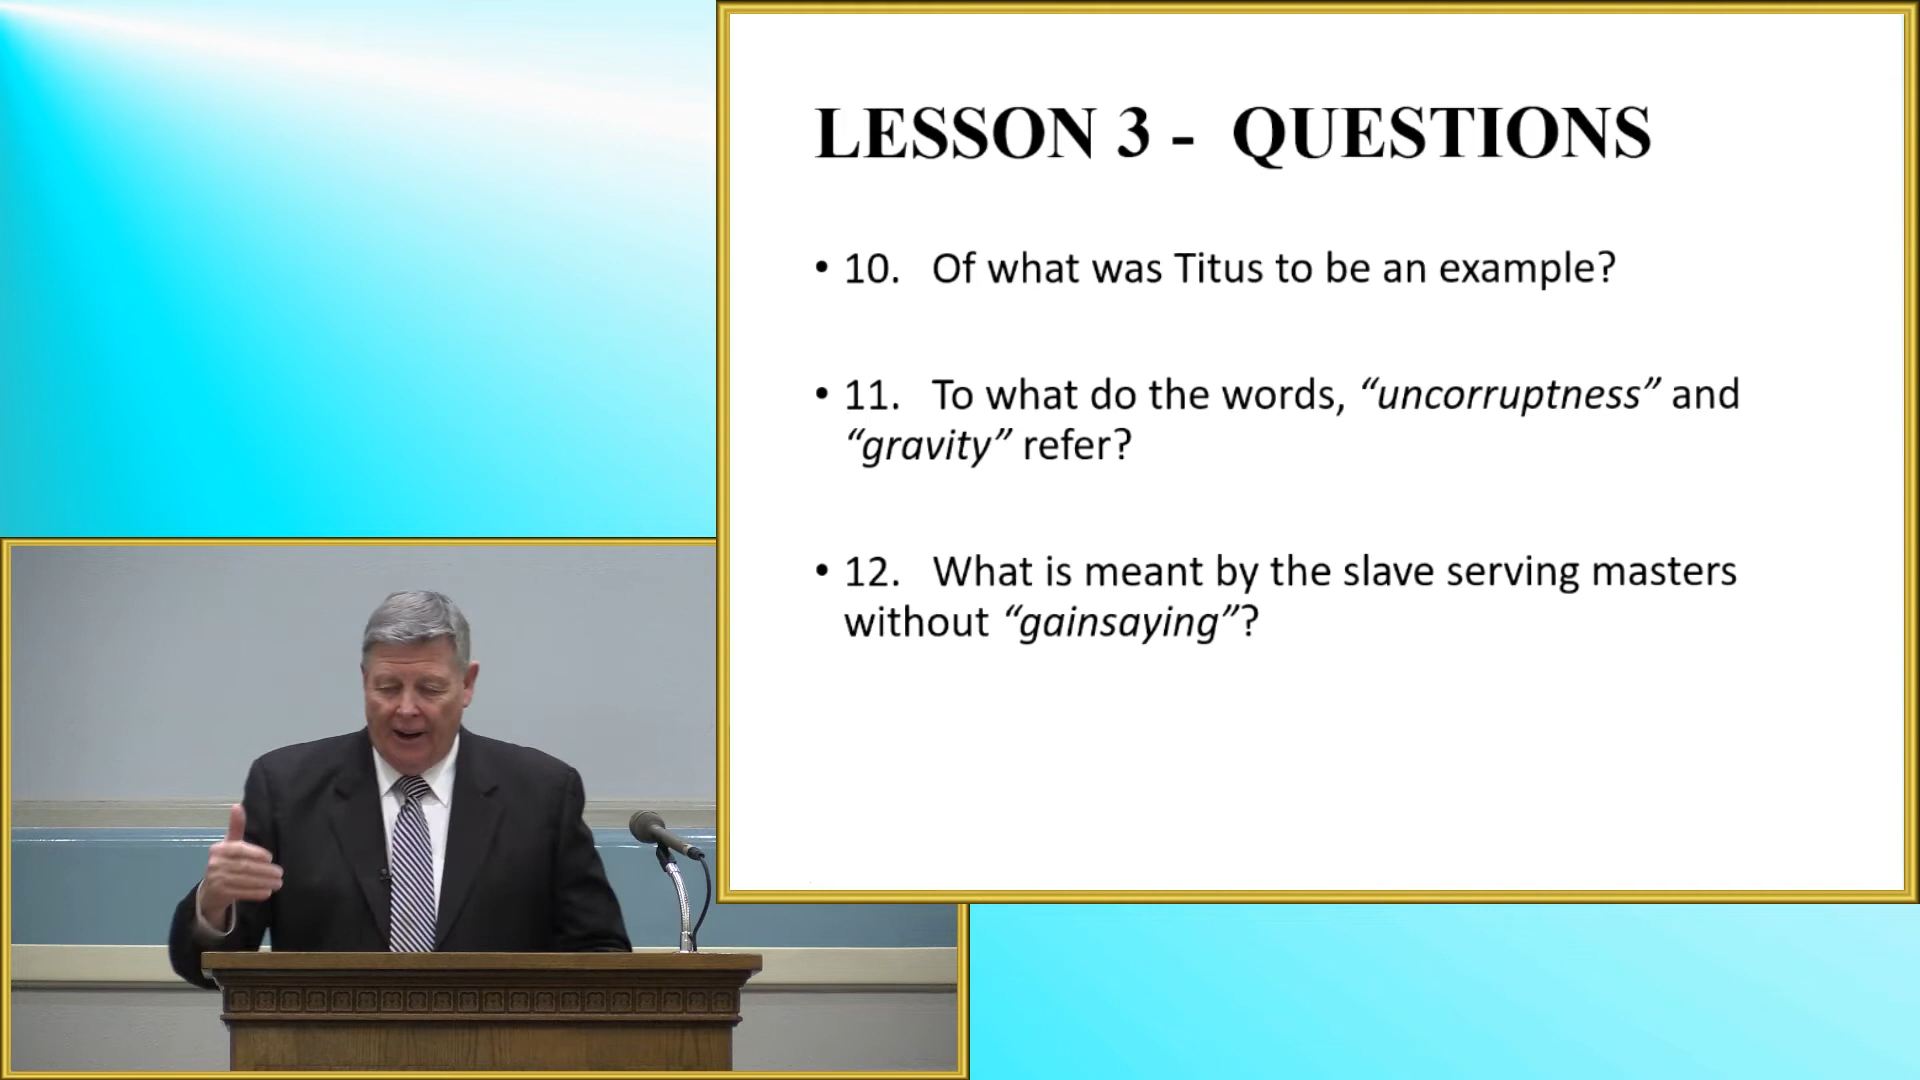 LESSON 3 - QUESTIONS
• 10. Of what was Titus to be an example?
• 11. To what do the words, “uncorruptness” and
“gravity” refer?
• 12. What is meant by the slave serving masters
without “gainsaying”?